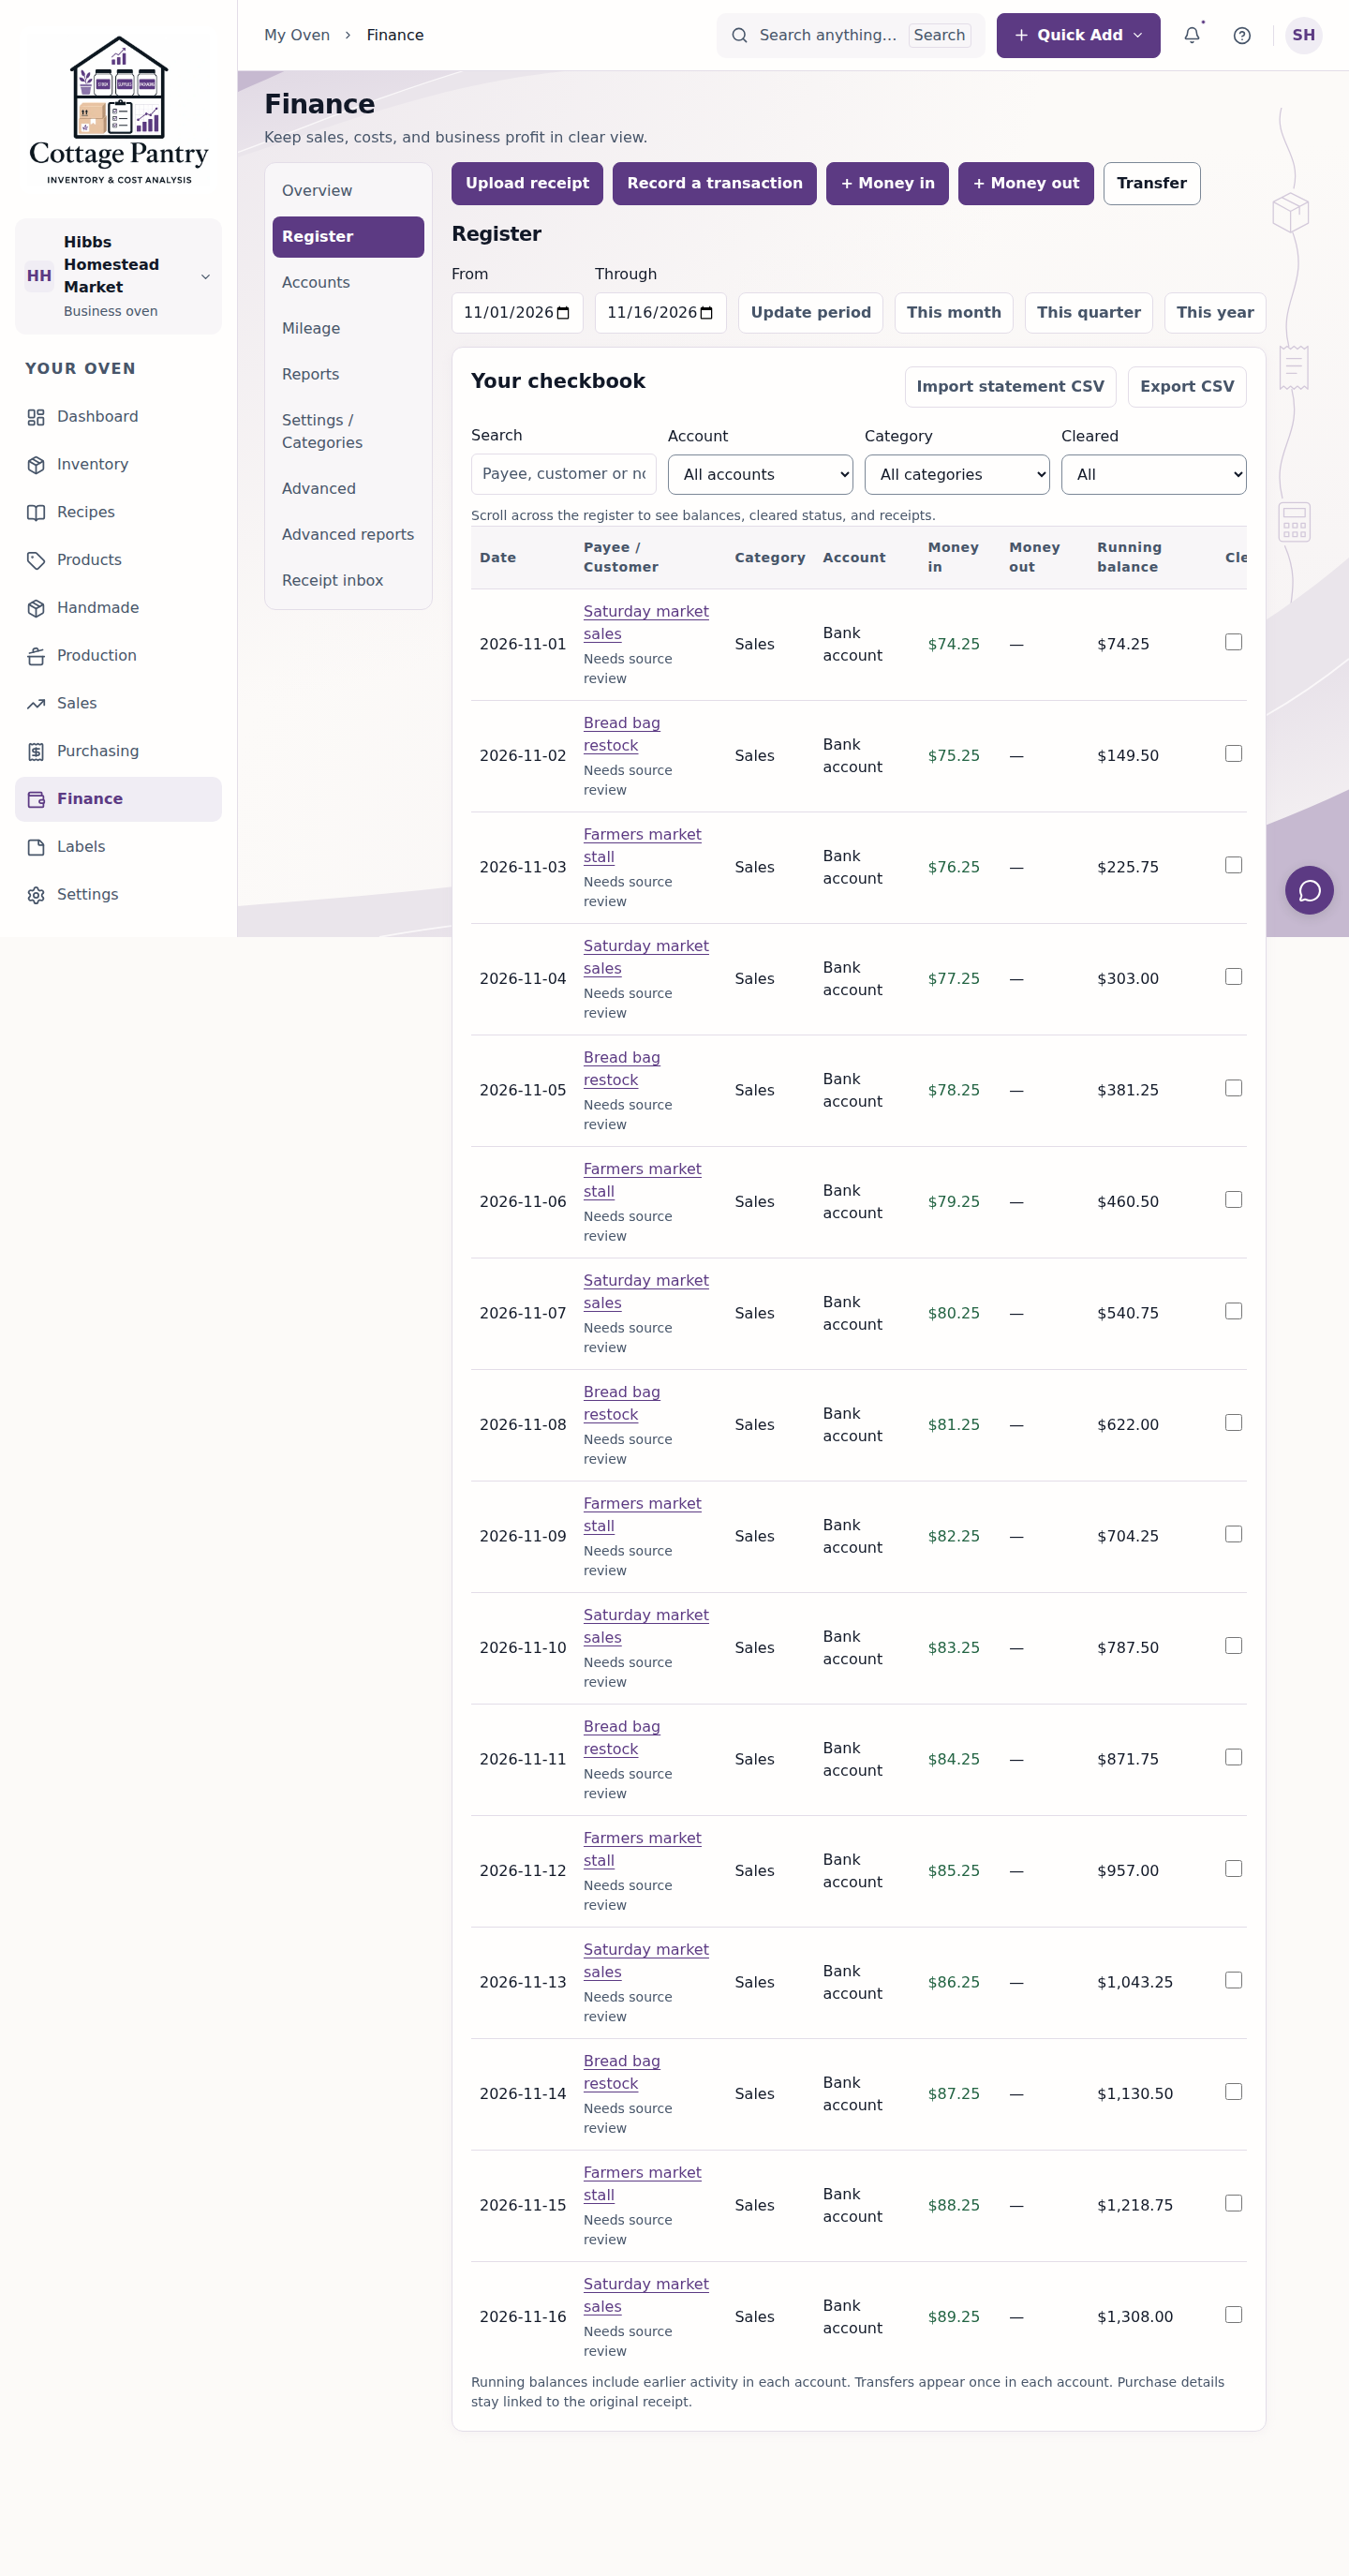 Cottage Pantry
INVENTORY & COST ANALYSIS
HH
Hibbs
Homestead
Market
Business oven
YOUR OVEN
Dashboard
Inventory
Recipes
Products
Handmade
Production
Sales
Purchasing
Finance
Labels
Settings
My Oven > Finance
Search anything... Search
+ Quick Add
SH
Finance
Keep sales, costs, and business profit in clear view.
Overview
Register
Accounts
Mileage
Reports
Settings /
Categories
Advanced
Advanced reports
Receipt inbox
Upload receipt Record a transaction + Money in + Money out Transfer
Register
From Through
11/01/2026 11/16/2026 Update period This month This quarter This year
Your checkbook
Import statement CSV Export CSV
Search Account Category Cleared
Payee, customer or no All accounts All categories All
Scroll across the register to see balances, cleared status, and receipts.
Date Payee / Customer Category Account Money in Money out Running balance Cle
2026-11-01 Saturday market sales Needs source review Sales Bank account $74.25 — $74.25
2026-11-02 Bread bag restock Needs source review Sales Bank account $75.25 — $149.50
2026-11-03 Farmers market stall Needs source review Sales Bank account $76.25 — $225.75
2026-11-04 Saturday market sales Needs source review Sales Bank account $77.25 — $303.00
2026-11-05 Bread bag restock Needs source review Sales Bank account $78.25 — $381.25
2026-11-06 Farmers market stall Needs source review Sales Bank account $79.25 — $460.50
2026-11-07 Saturday market sales Needs source review Sales Bank account $80.25 — $540.75
2026-11-08 Bread bag restock Needs source review Sales Bank account $81.25 — $622.00
2026-11-09 Farmers market stall Needs source review Sales Bank account $82.25 — $704.25
2026-11-10 Saturday market sales Needs source review Sales Bank account $83.25 — $787.50
2026-11-11 Bread bag restock Needs source review Sales Bank account $84.25 — $871.75
2026-11-12 Farmers market stall Needs source review Sales Bank account $85.25 — $957.00
2026-11-13 Saturday market sales Needs source review Sales Bank account $86.25 — $1,043.25
2026-11-14 Bread bag restock Needs source review Sales Bank account $87.25 — $1,130.50
2026-11-15 Farmers market stall Needs source review Sales Bank account $88.25 — $1,218.75
2026-11-16 Saturday market sales Needs source review Sales Bank account $89.25 — $1,308.00
Running balances include earlier activity in each account. Transfers appear once in each account. Purchase details
stay linked to the original receipt.